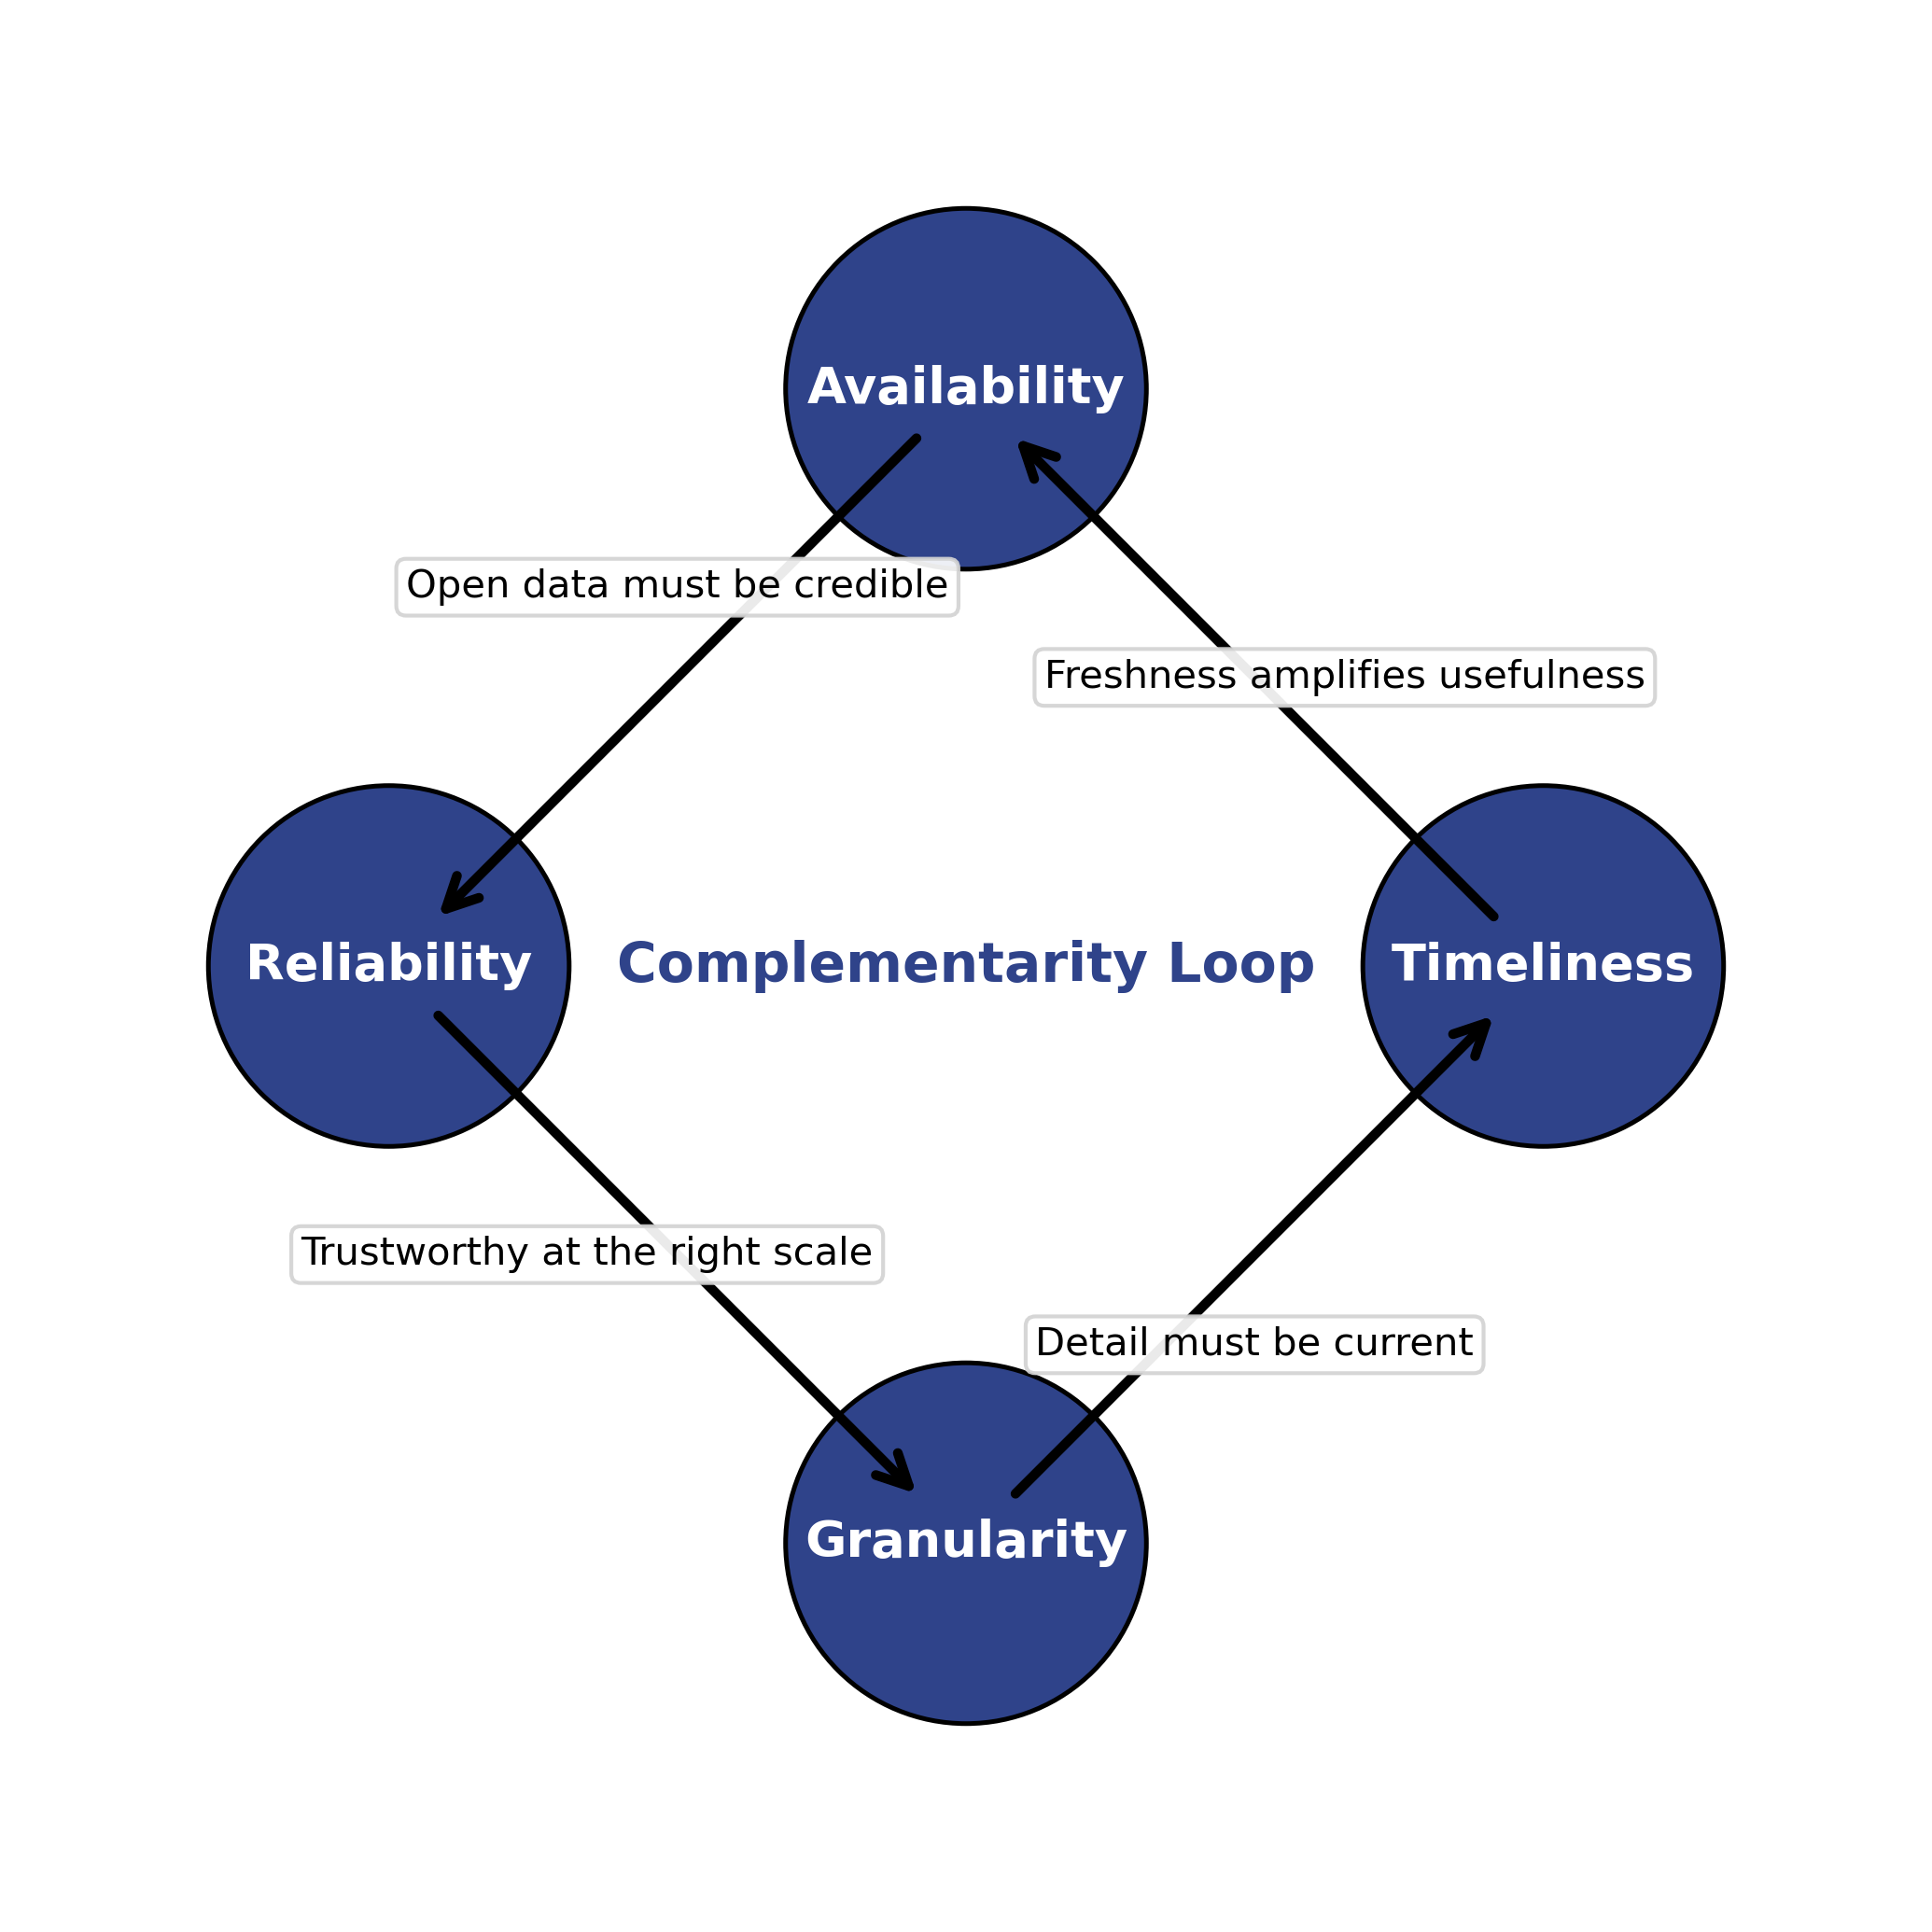 Availability
Open data must be credible
Freshness amplifies usefulness
Reliability
Complementarity Loop
Timeliness
Trustworthy at the right scale
Detail must be current
Granularity